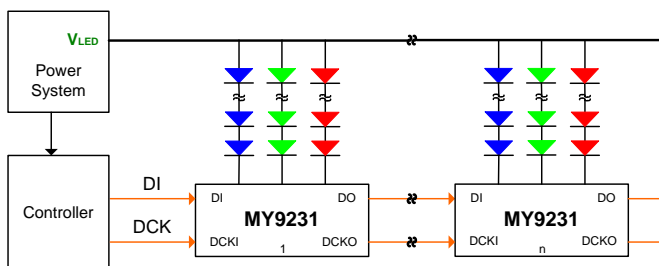 VLED
Power
System
Controller
DI
DCK
DI
DO
MY9231
DCKI
DCKO
1
DI
DO
MY9231
DCKI
DCKO
n